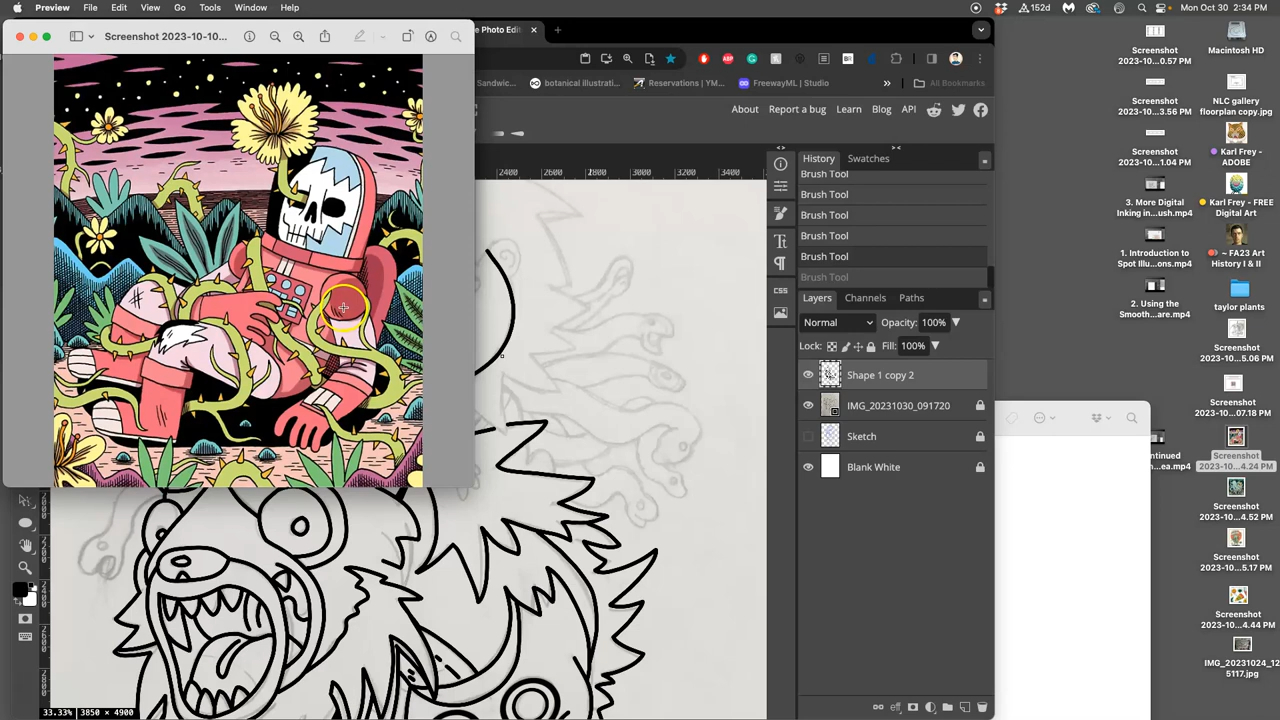 Preview File Edit View Go Tools Window Help 152d Mon Oct 30 2:34 PM
Screenshot 2023-10-10...
e Photo Edi
Sandwic... botanical illustrati... Reservations | YM... FreewayML | Studio » All Bookmarks
About Report a bug Learn Blog API
2400 2600 2800 3000 3200 3400
History Swatches
Brush Tool
Brush Tool
Brush Tool
Brush Tool
Brush Tool
Brush Tool
Layers Channels Paths
Normal Opacity: 100%
Lock: Fill: 100%
Shape 1 copy 2
IMG_20231030_091720
Sketch
Blank White
CSS
33.33% 3850 x 4900
Screenshot
2023-10...0.57 PM
Macintosh HD
Screenshot
2023-10...3.56 PM
NLC gallery
floorplan copy.jpg
Screenshot
2023-10...1.04 PM
Karl Frey -
ADOBE
3. More Digital
Inking in...ush.mp4
Karl Frey - FREE
Digital Art
1. Introduction to
Spot Illu...ons.mp4
~ FA23 Art
History I & II
2. Using the
Smooth...are.mp4
taylor plants
Screenshot
2023-10...5.06 PM
Screenshot
2023-10...07.18 PM
ntinued
...ea.mp4
Screenshot
2023-10...4.24 PM
Screenshot
2023-10...4.52 PM
Screenshot
2023-10...5.17 PM
Screenshot
2023-10...4.44 PM
IMG_20231024_12
5117.jpg